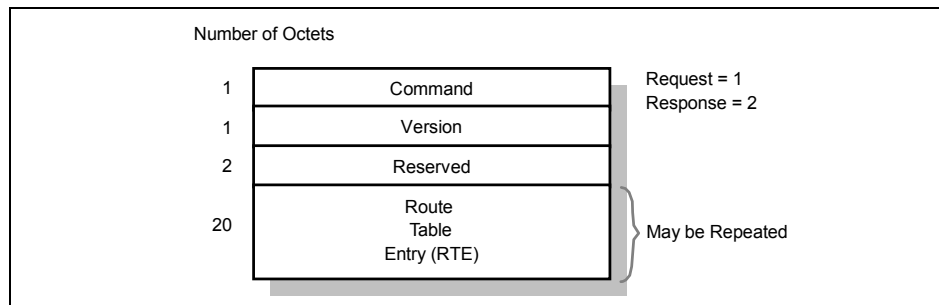 Number of Octets
1
Command
Request = 1
Response = 2
1
Version
2
Reserved
20
Route
Table
Entry (RTE)
May be Repeated